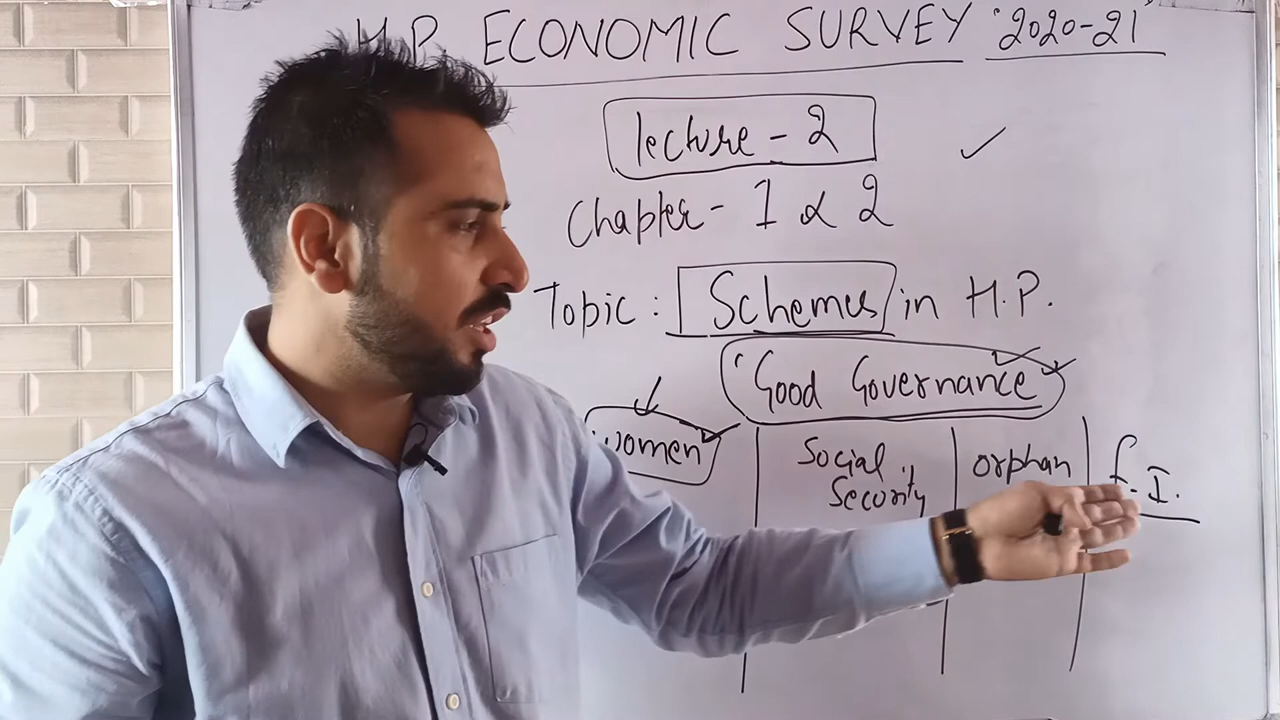 H.P. ECONOMIC SURVEY '2020-21'
Lecture - 2
Chapter - 1 & 2
Topic: Schemes in H.P.
'Good Governance
women
Social Security
orphan
f. I.